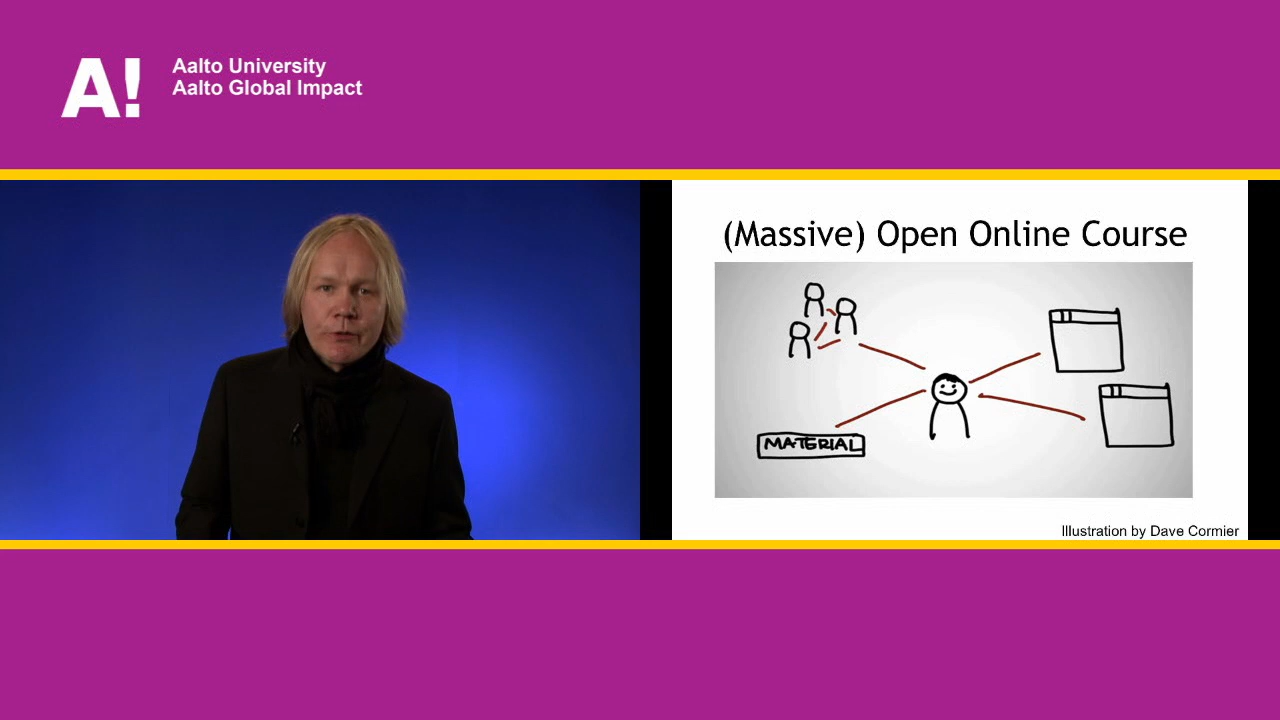 A!
Aalto University
Aalto Global Impact
(Massive) Open Online Course
MATERIAL
Illustration by Dave Cormier